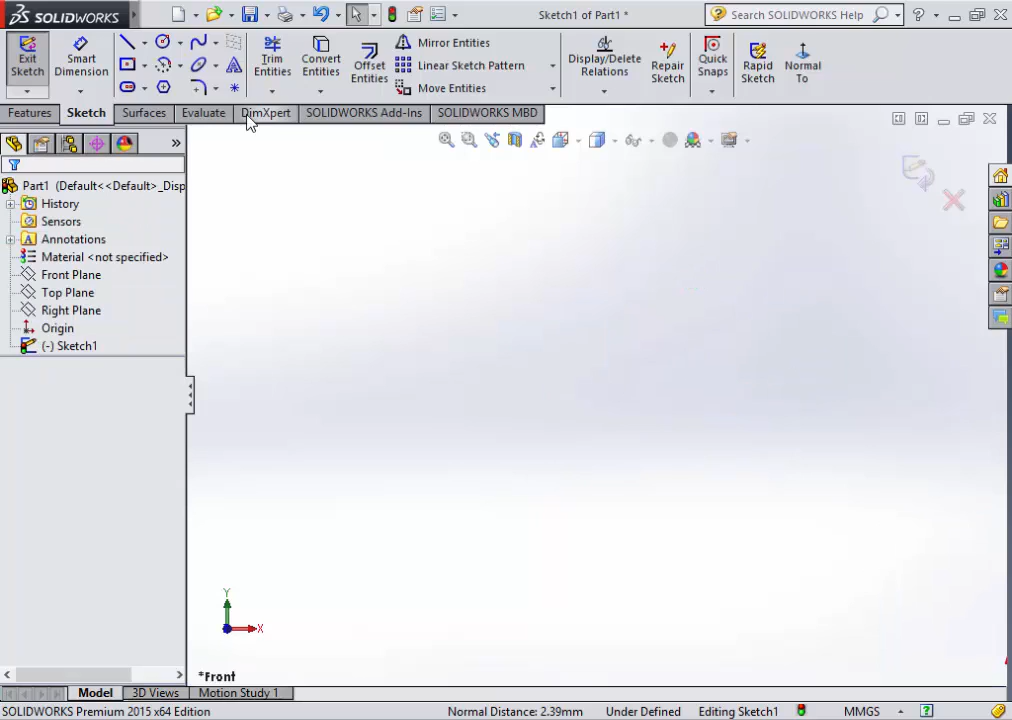 SOLIDWORKS
Sketch1 of Part1 *
Search SOLIDWORKS Help
Exit Sketch
Smart Dimension
Trim Entities
Convert Entities
Offset Entities
Mirror Entities
Linear Sketch Pattern
Move Entities
Display/Delete Relations
Repair Sketch
Quick Snaps
Rapid Sketch
Normal To
Features Sketch Surfaces Evaluate DimXpert SOLIDWORKS Add-Ins SOLIDWORKS MBD
Part1 (Default<<Default>_Disp
History
Sensors
Annotations
Material <not specified>
Front Plane
Top Plane
Right Plane
Origin
(-) Sketch1
Y
X
*Front
Model 3D Views Motion Study 1
SOLIDWORKS Premium 2015 x64 Edition Normal Distance: 2.39mm Under Defined Editing Sketch1 MMGS